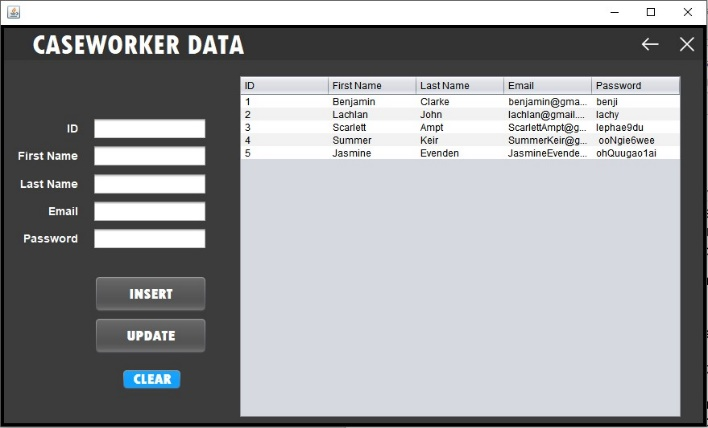 CASEWORKER DATA
ID First Name Last Name Email Password
1 Benjamin Clarke benjamin@gma... benji
2 Lachlan John lachlan@gmail.... lachy
3 Scarlett Ampt ScarlettAmpt@g... Iephae9du
4 Summer Keir SummerKeir@g... ooNgie6wee
5 Jasmine Evenden JasmineEvende... ohQuugao1ai
ID
First Name
Last Name
Email
Password
INSERT
UPDATE
CLEAR